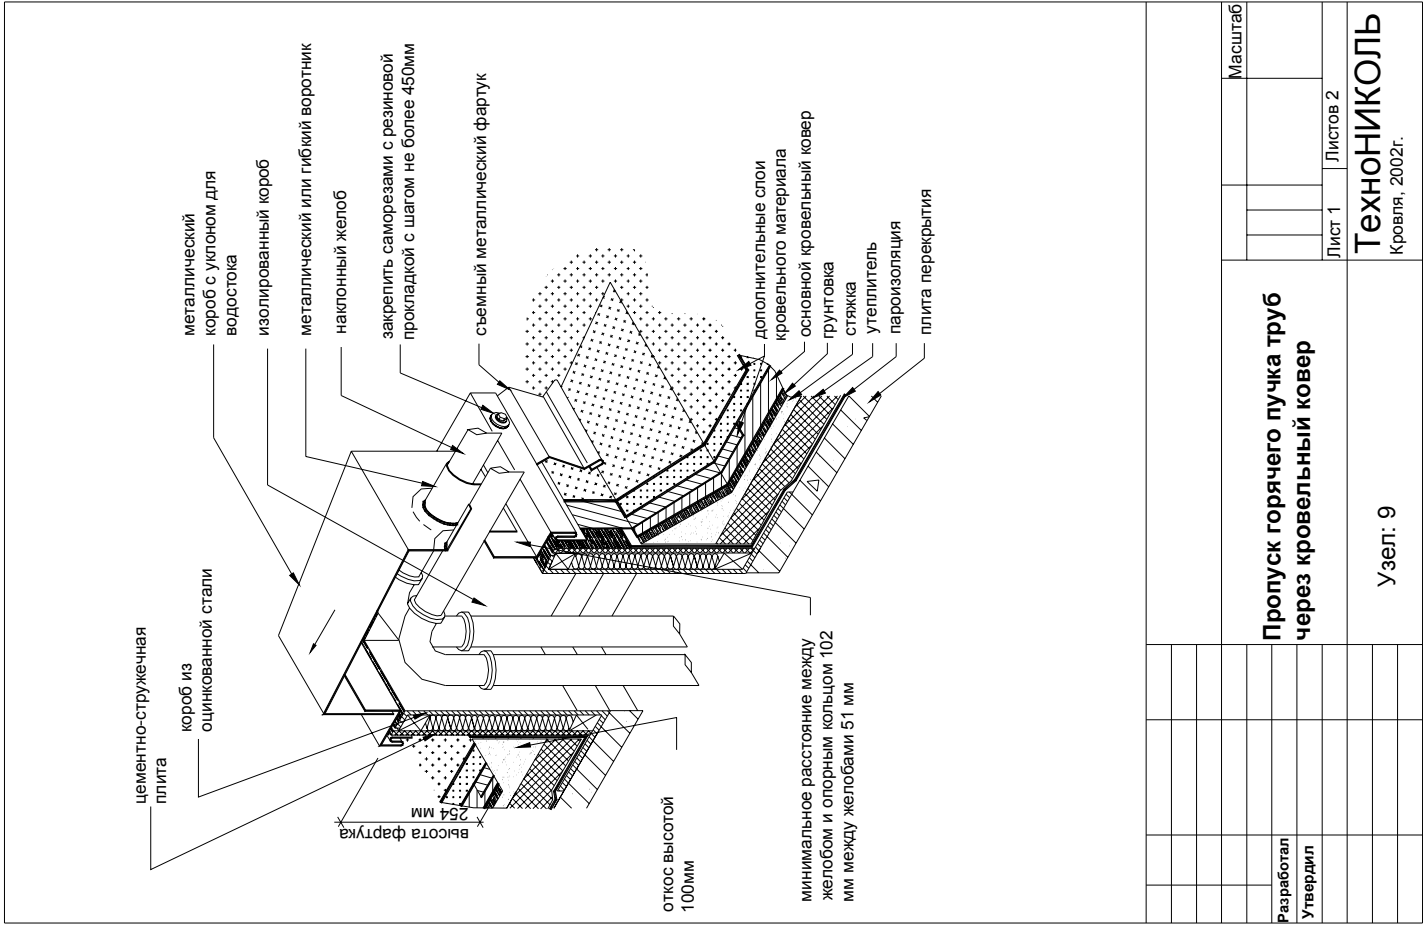 металлический
короб с уклоном для
водостока
изолированный короб
металлический или гибкий воротник
наклонный желоб
закрепить саморезами с резиновой
прокладкой с шагом не более 450мм
съемный металлический фартук
дополнительные слои
кровельного материала
основной кровельный ковер
грунтовка
стяжка
утеплитель
пароизоляция
плита перекрытия
цементно-стружечная
плита
короб из
оцинкованной стали
высота фартука
254 мм
откос высотой
100мм
минимальное расстояние между
желобом и опорным кольцом 102
мм между желобами 51 мм
Разработал
Утвердил
Пропуск горячего пучка труб
через кровельный ковер
Узел: 9
Масштаб
Лист 1
Листов 2
ТехноНИКОЛЬ
Кровля, 2002г.